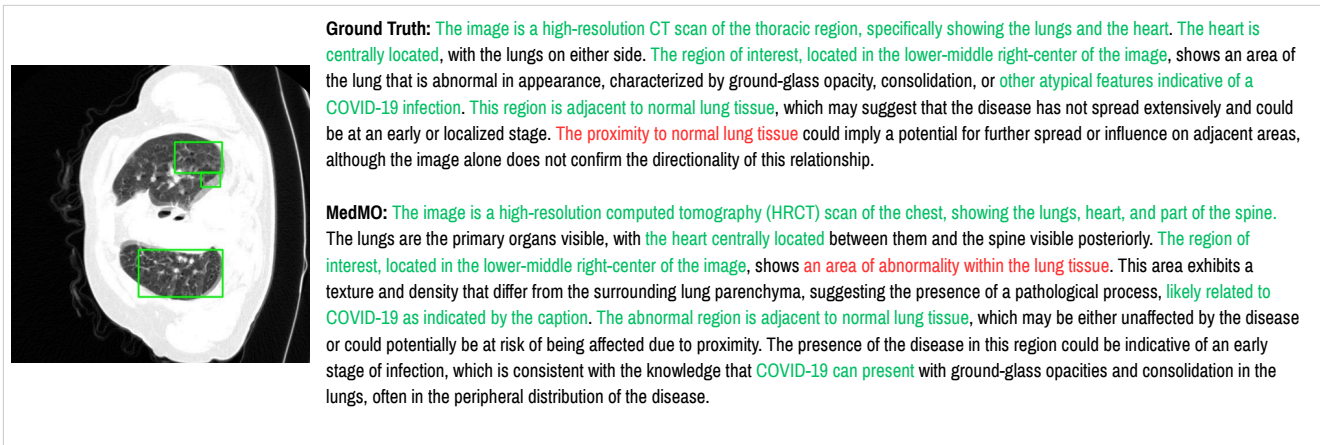 Ground Truth: The image is a high-resolution CT scan of the thoracic region, specifically showing the lungs and the heart. The heart is
centrally located, with the lungs on either side. The region of interest, located in the lower-middle right-center of the image, shows an area of
the lung that is abnormal in appearance, characterized by ground-glass opacity, consolidation, or other atypical features indicative of a
COVID-19 infection. This region is adjacent to normal lung tissue, which may suggest that the disease has not spread extensively and could
be at an early or localized stage. The proximity to normal lung tissue could imply a potential for further spread or influence on adjacent areas,
although the image alone does not confirm the directionality of this relationship.
MedMO: The image is a high-resolution computed tomography (HRCT) scan of the chest, showing the lungs, heart, and part of the spine.
The lungs are the primary organs visible, with the heart centrally located between them and the spine visible posteriorly. The region of
interest, located in the lower-middle right-center of the image, shows an area of abnormality within the lung tissue. This area exhibits a
texture and density that differ from the surrounding lung parenchyma, suggesting the presence of a pathological process, likely related to
COVID-19 as indicated by the caption. The abnormal region is adjacent to normal lung tissue, which may be either unaffected by the disease
or could potentially be at risk of being affected due to proximity. The presence of the disease in this region could be indicative of an early
stage of infection, which is consistent with the knowledge that COVID-19 can present with ground-glass opacities and consolidation in the
lungs, often in the peripheral distribution of the disease.